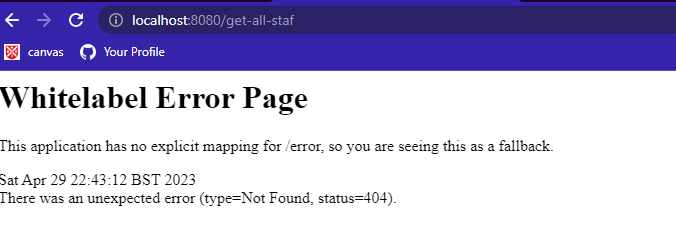 localhost:8080/get-all-staf
canvas Your Profile
Whitelabel Error Page
This application has no explicit mapping for /error, so you are seeing this as a fallback.
Sat Apr 29 22:43:12 BST 2023
There was an unexpected error (type=Not Found, status=404).